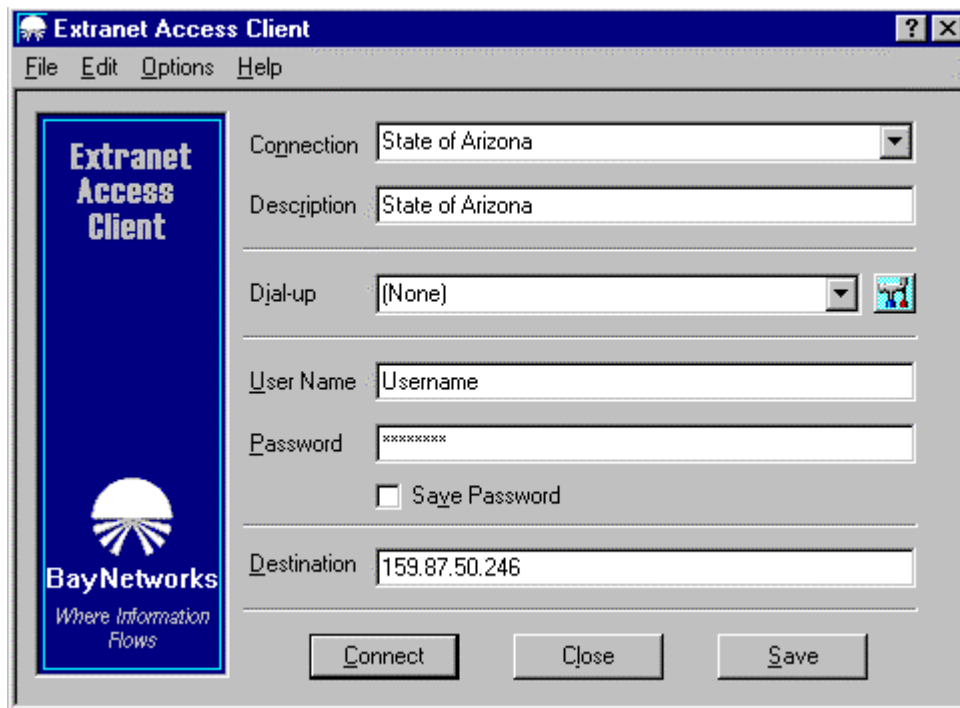 Extranet Access Client
File Edit Options Help
Extranet
Access
Client
Connection State of Arizona
Description State of Arizona
Dial-up (None)
User Name Username
Password ********
Save Password
Destination 159.87.50.246
BayNetworks
Where Information
Flows
Connect Close Save